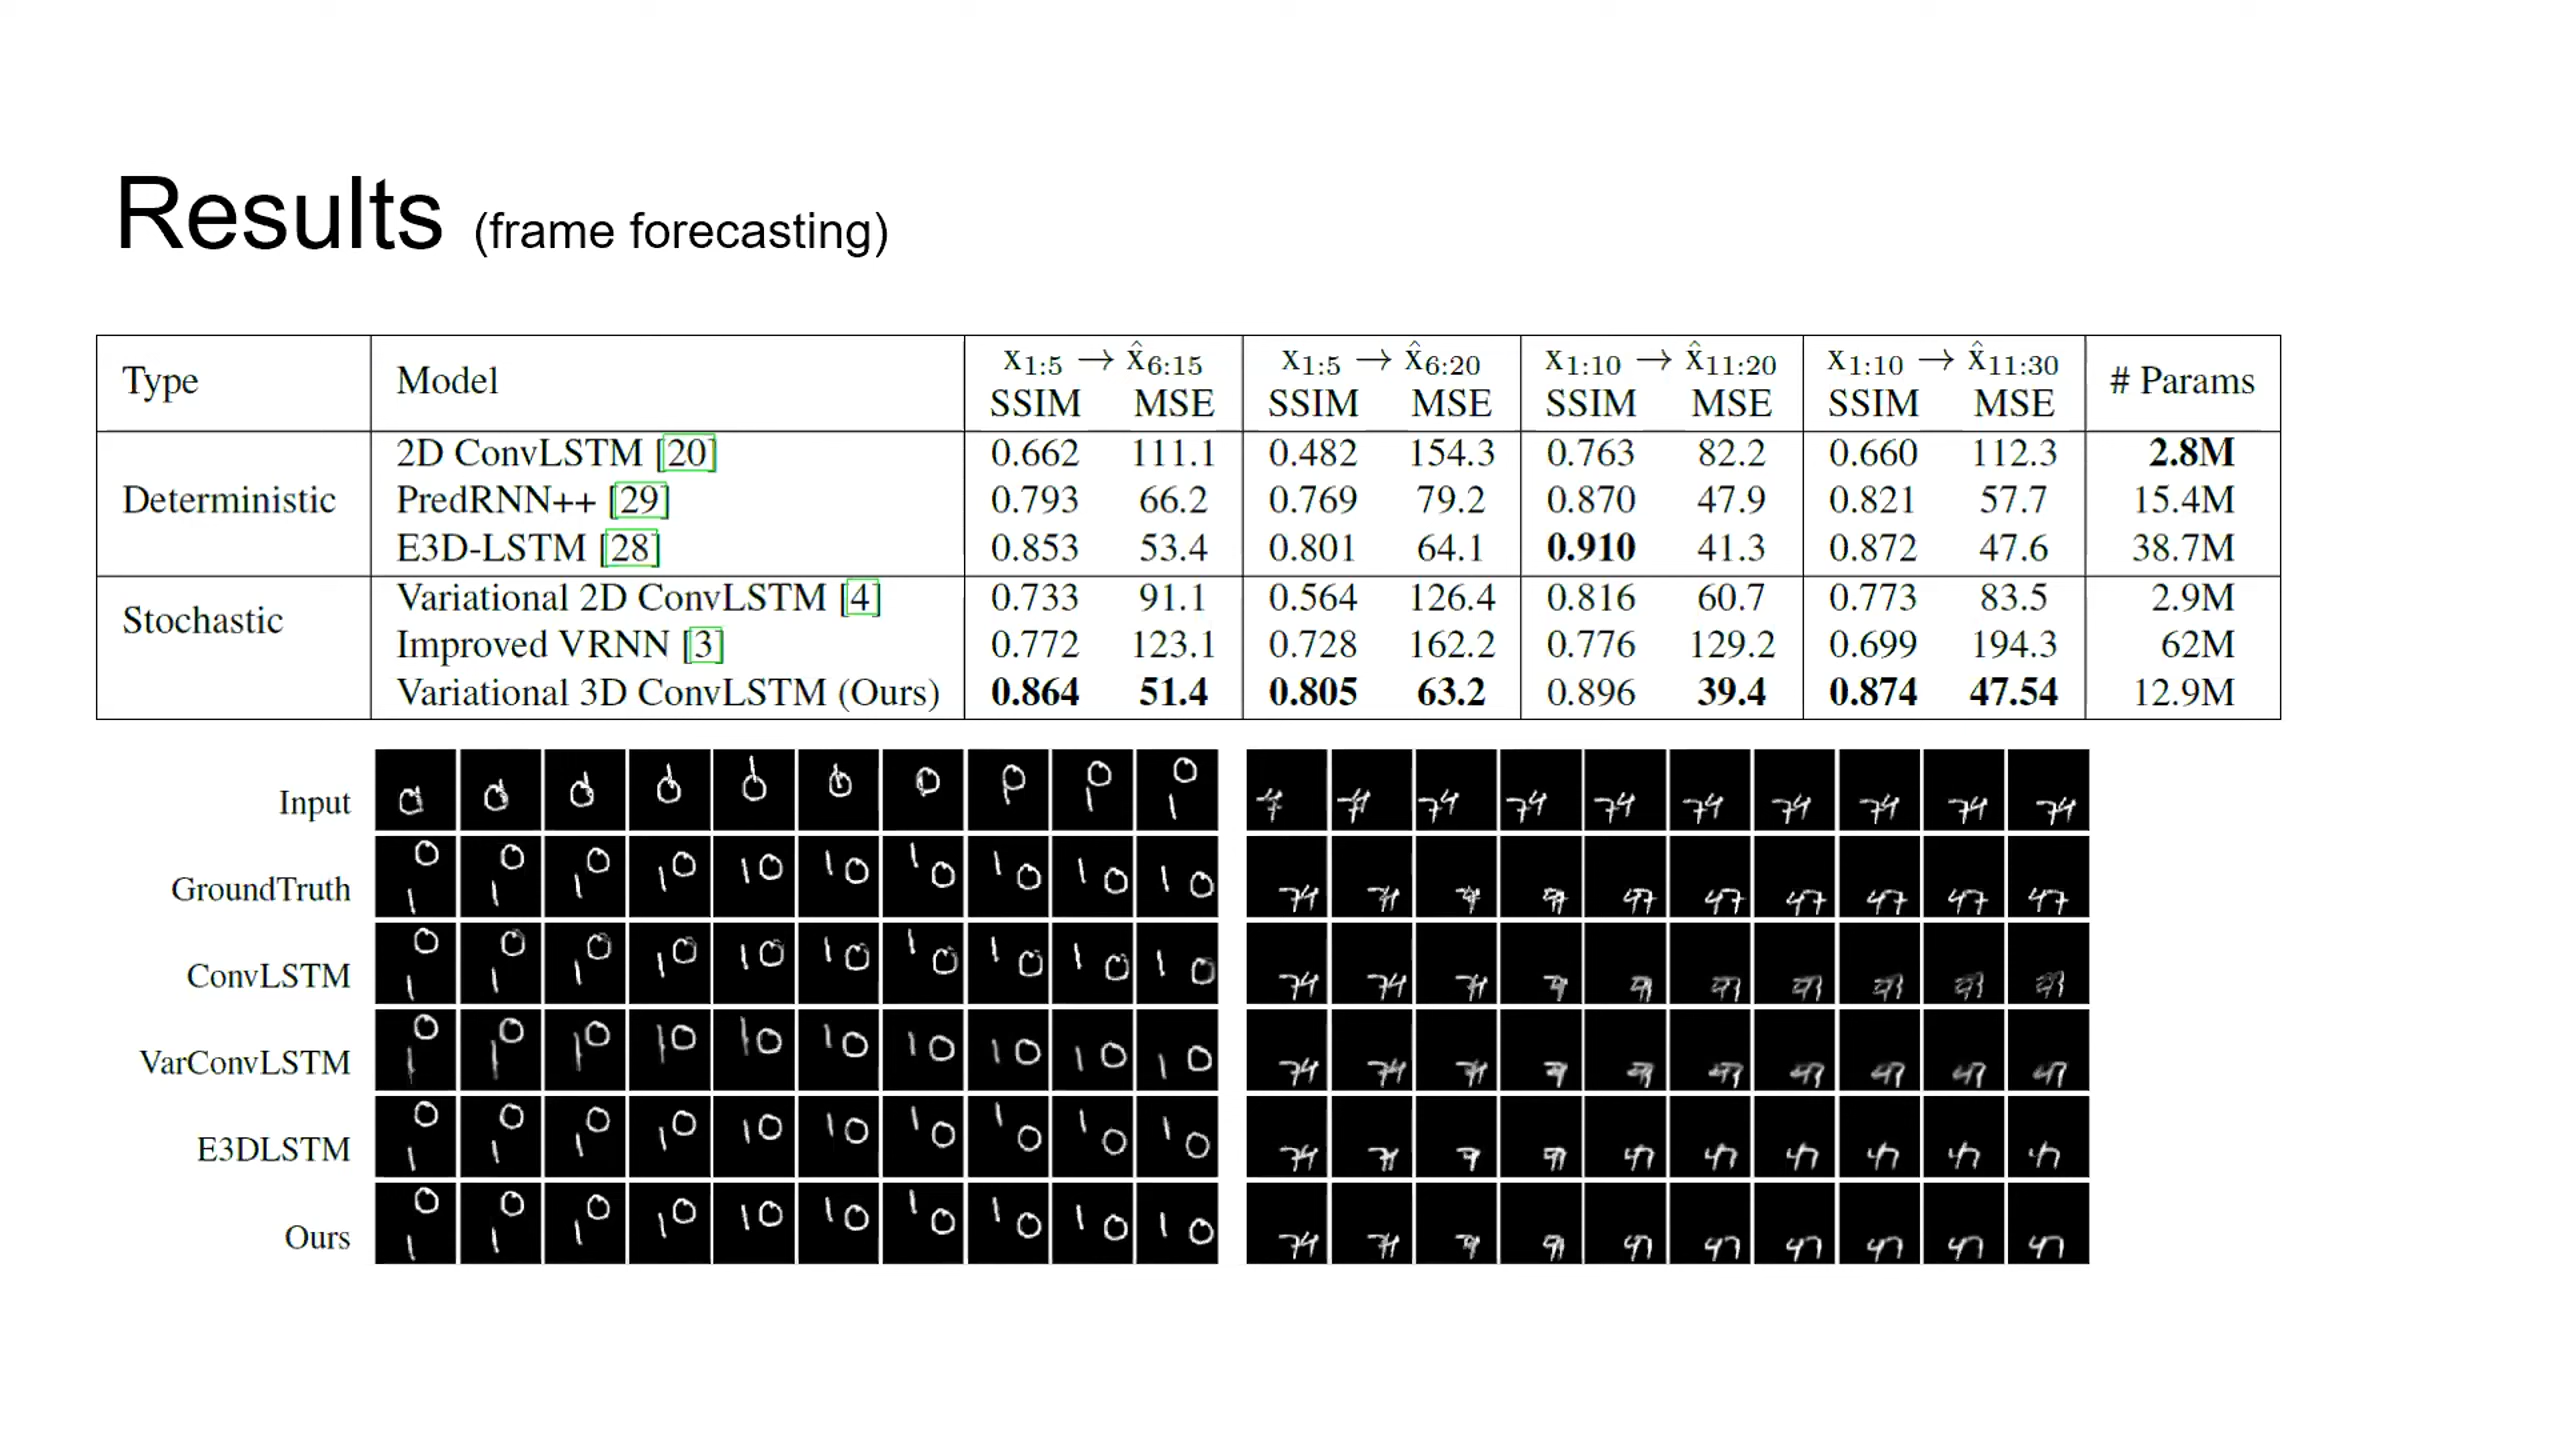 Results (frame forecasting)
Type Model x1:5 → x̂6:15 x1:5 → x̂6:20 x1:10 → x̂11:20 x1:10 → x̂11:30 # Params
SSIM MSE SSIM MSE SSIM MSE SSIM MSE
Deterministic
2D ConvLSTM [20] 0.662 111.1 0.482 154.3 0.763 82.2 0.660 112.3 2.8M
PredRNN++ [29] 0.793 66.2 0.769 79.2 0.870 47.9 0.821 57.7 15.4M
E3D-LSTM [28] 0.853 53.4 0.801 64.1 0.910 41.3 0.872 47.6 38.7M
Stochastic
Variational 2D ConvLSTM [4] 0.733 91.1 0.564 126.4 0.816 60.7 0.773 83.5 2.9M
Improved VRNN [3] 0.772 123.1 0.728 162.2 0.776 129.2 0.699 194.3 62M
Variational 3D ConvLSTM (Ours) 0.864 51.4 0.805 63.2 0.896 39.4 0.874 47.54 12.9M
Input
GroundTruth
ConvLSTM
VarConvLSTM
E3DLSTM
Ours